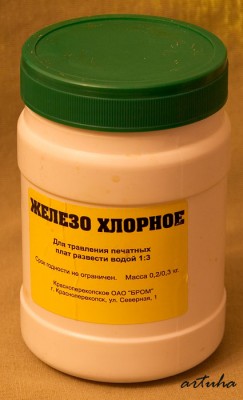 ЖЕЛЕЗО ХЛОРНОЕ
Для травления печатных
плат развести водой 1:3
Срок годности не ограничен. Масса 0,2/0,3 кг.
Красноперекопское ОАО "БРОМ"
г. Красноперекопск, ул. Северная, 1
artuha